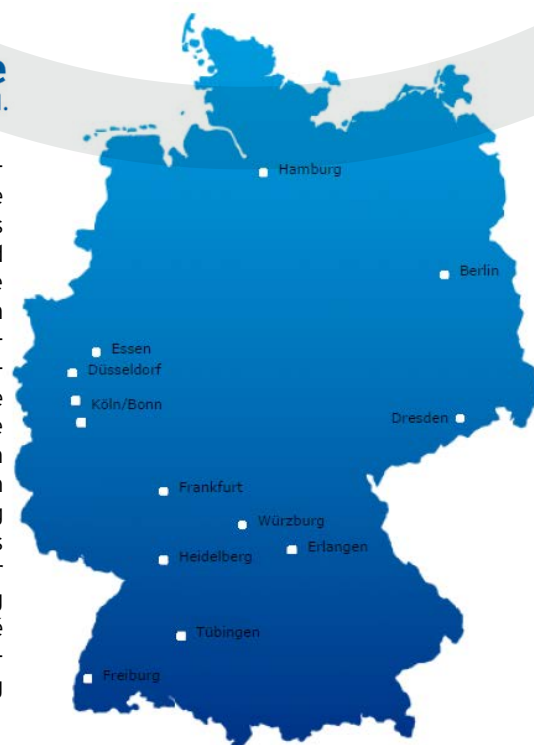 Hamburg
Berlin
Essen
Düsseldorf
Köln/Bonn
Dresden
Frankfurt
Würzburg
Erlangen
Heidelberg
Tübingen
Freiburg